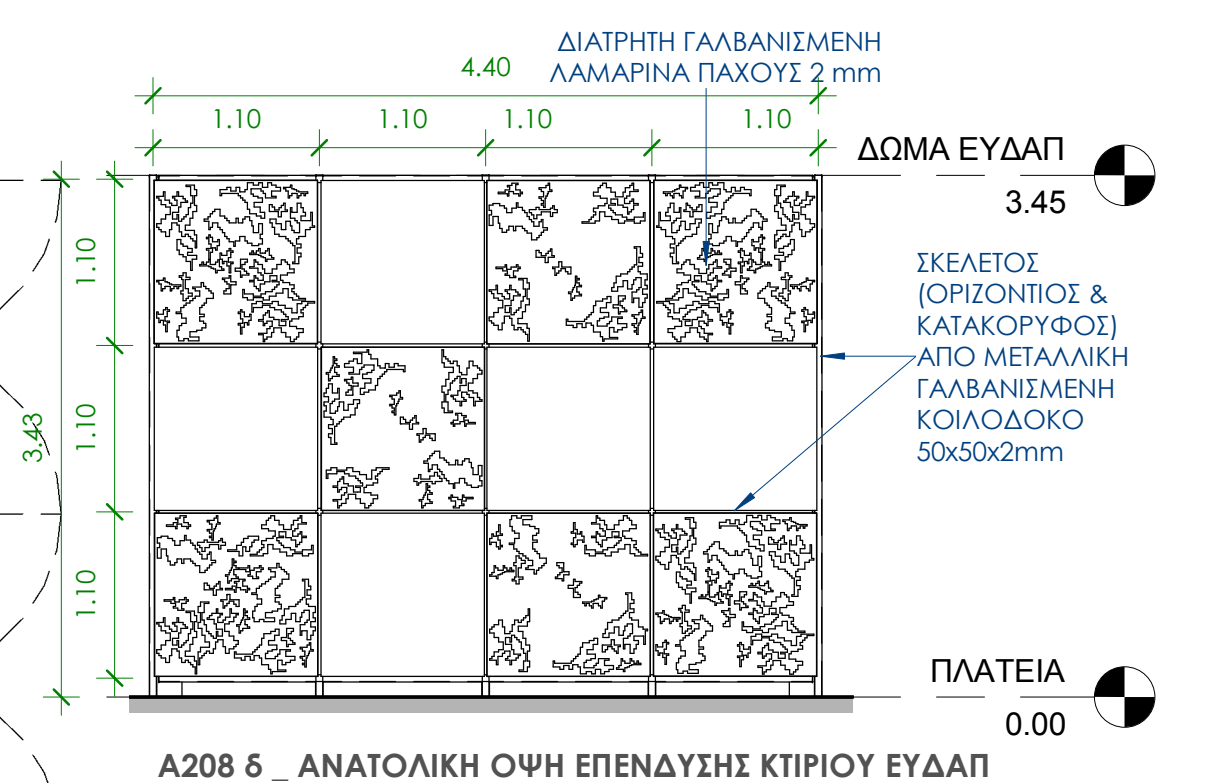 ΔΙΑΤΡΗΤΗ ΓΑΛΒΑΝΙΣΜΕΝΗ
ΛΑΜΑΡΙΝΑ ΠΑΧΟΥΣ 2 mm
4.40
1.10 1.10 1.10 1.10
ΔΩΜΑ ΕΥΔΑΠ
3.45
1.10
1.10
1.10
3.43
ΣΚΕΛΕΤΟΣ
(ΟΡΙΖΟΝΤΙΟΣ &
ΚΑΤΑΚΟΡΥΦΟΣ)
ΑΠΟ ΜΕΤΑΛΛΙΚΗ
ΓΑΛΒΑΝΙΣΜΕΝΗ
ΚΟΙΛΟΔΟΚΟ
50x50x2mm
ΠΛΑΤΕΙΑ
0.00
Α208 δ _ ΑΝΑΤΟΛΙΚΗ ΟΨΗ ΕΠΕΝΔΥΣΗΣ ΚΤΙΡΙΟΥ ΕΥΔΑΠ